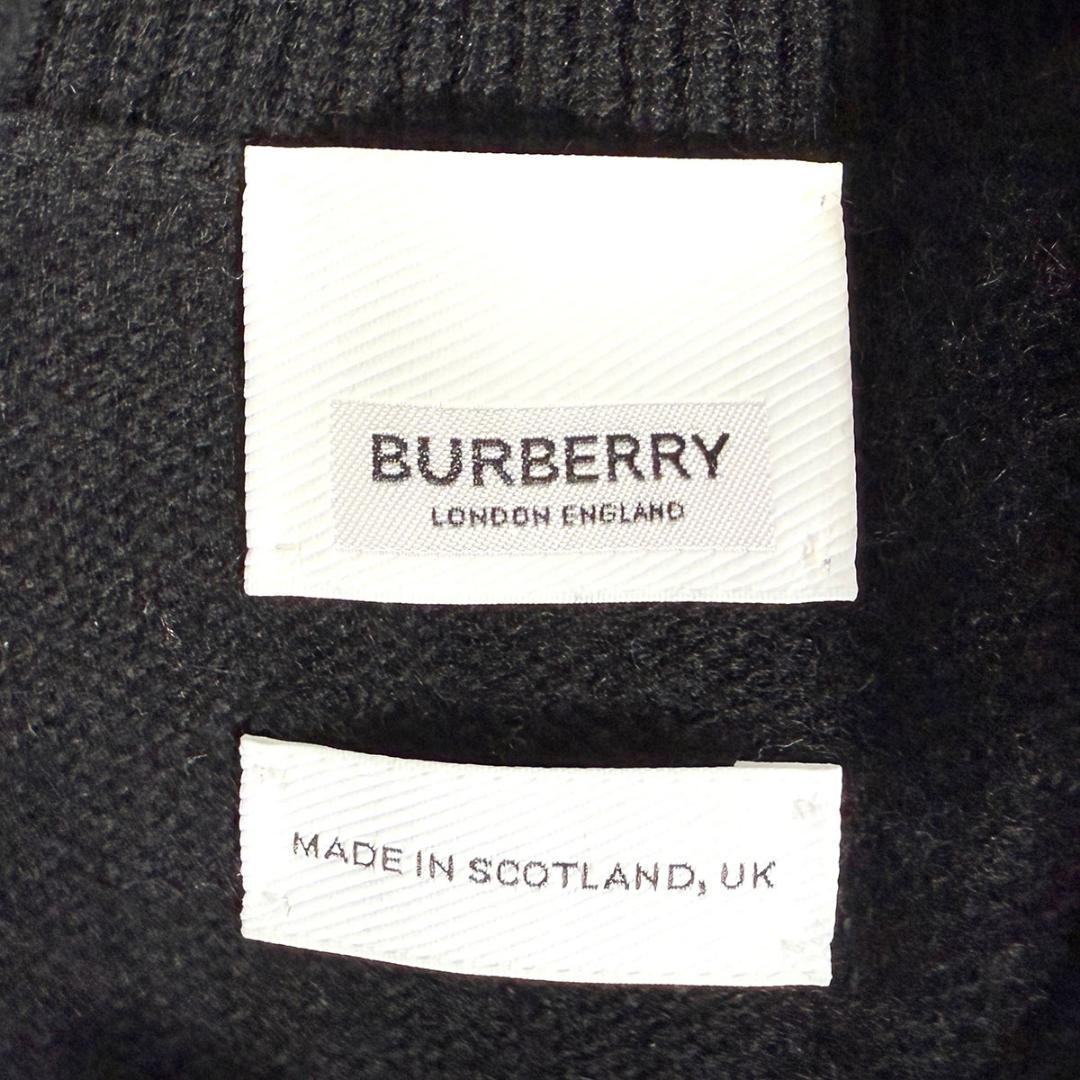 BURBERRY
LONDON ENGLAND
MADE IN SCOTLAND, UK